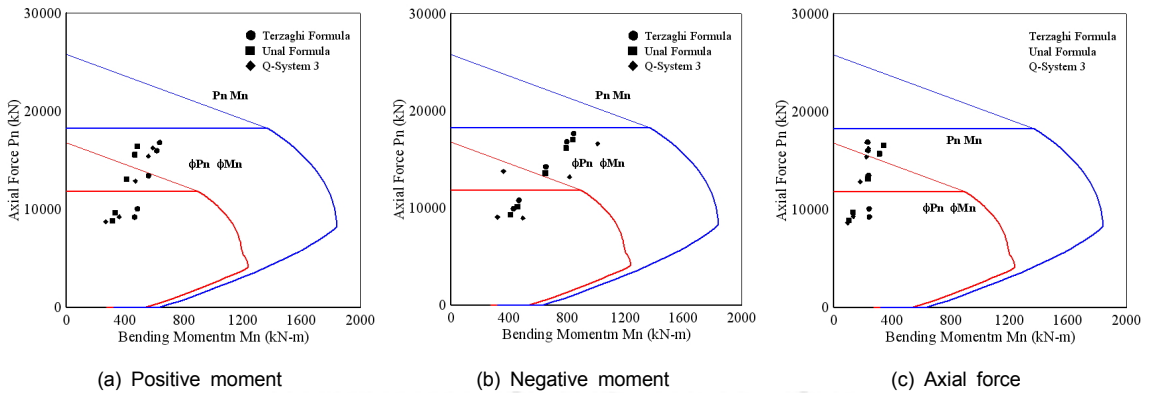 30000
20000
10000
0
Axial Force Pn (kN)
Terzaghi Formula
Unal Formula
Q-System 3
Pn Mn
ϕPn ϕMn
0
400
800
1200
1600
2000
Bending Momentm Mn (kN-m)
(a) Positive moment
30000
20000
10000
0
Axial Force Pn (kN)
Terzaghi Formula
Unal Formula
Q-System 3
Pn Mn
ϕPn ϕMn
0
400
800
1200
1600
2000
Bending Momentm Mn (kN-m)
(b) Negative moment
30000
20000
10000
0
Axial Force Pn (kN)
Terzaghi Formula
Unal Formula
Q-System 3
Pn Mn
ϕPn ϕMn
0
400
800
1200
1600
2000
Bending Momentm Mn (kN-m)
(c) Axial force